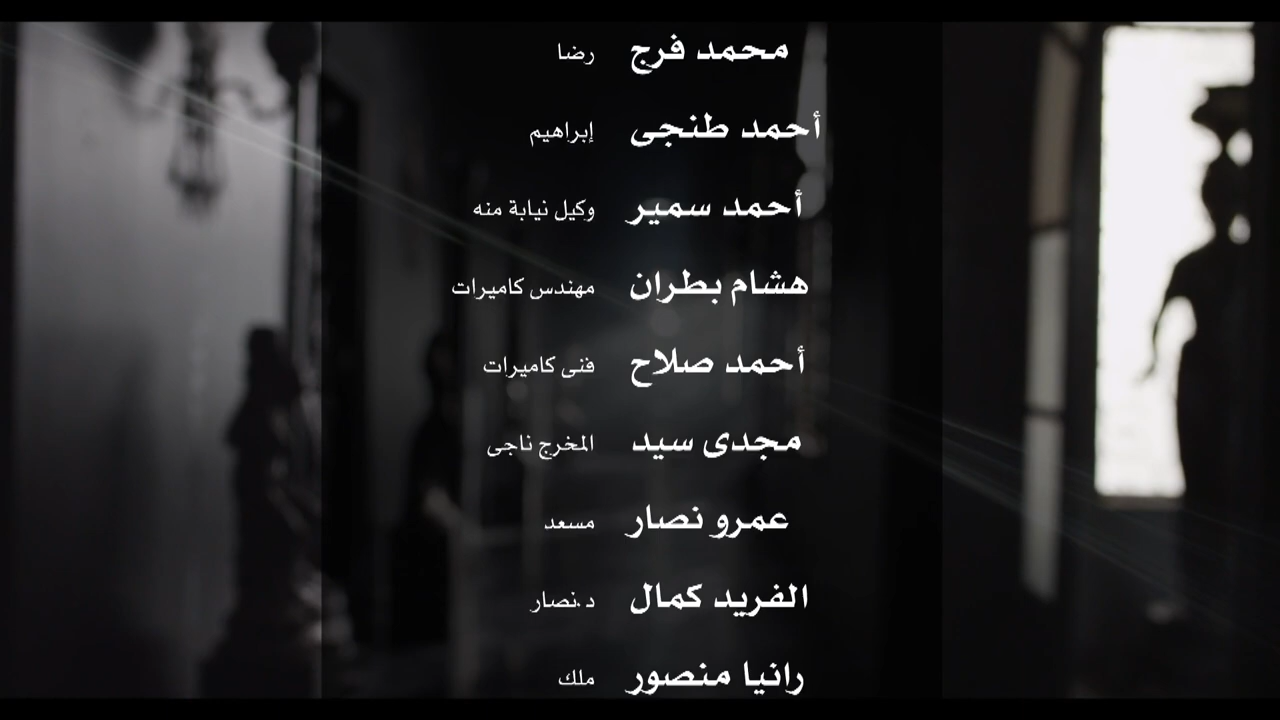 محمد فرج رضا
أحمد طنجى إبراهيم
أحمد سمير وكيل نيابة منه
هشام بطران مهندس كاميرات
أحمد صلاح فنى كاميرات
مجدى سيد المخرج ناجى
عمرو نصار مسعد
الفريد كمال د.نصار
رانيا منصور ملك